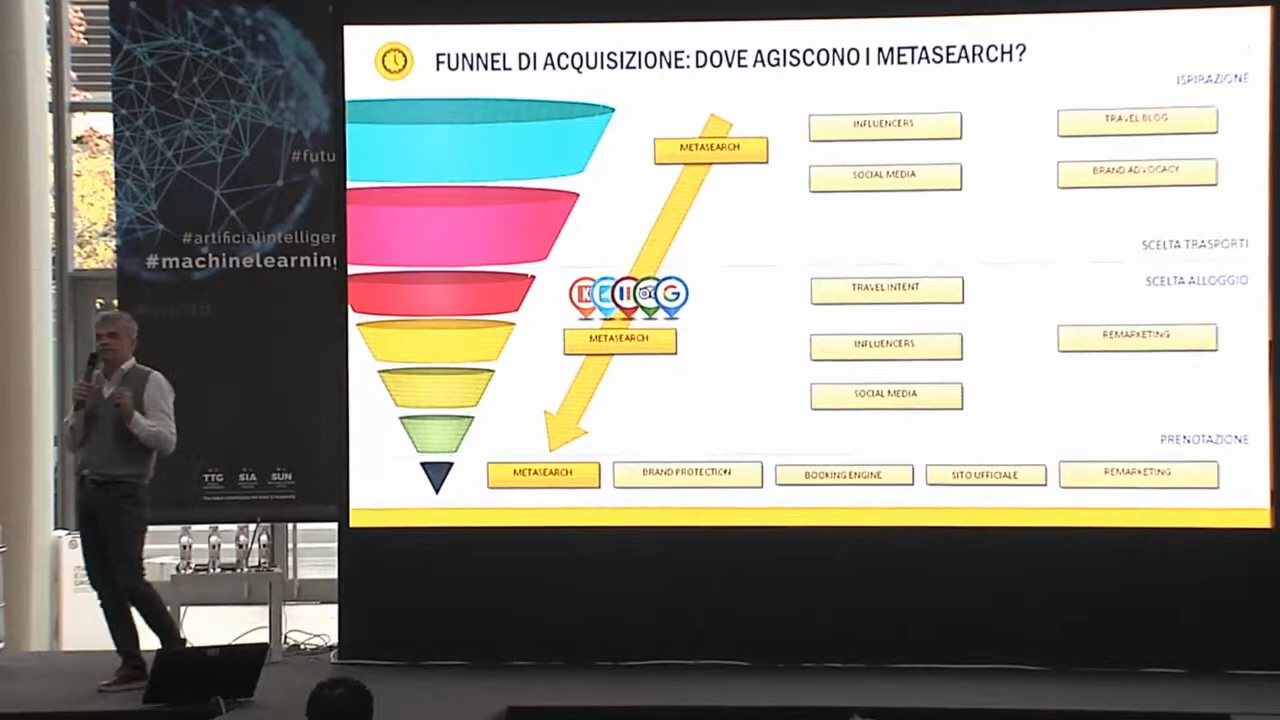 FUNNEL DI ACQUISIZIONE: DOVE AGISCONO I METASEARCH?
ISPIRAZIONE
METASEARCH
INFLUENCERS
TRAVEL BLOG
SOCIAL MEDIA
BRAND ADVOCACY
SCELTA TRASPORTI
SCELTA ALLOGGIO
K
G
TRAVEL INTENT
METASEARCH
INFLUENCERS
REMARKETING
SOCIAL MEDIA
PRENOTAZIONE
METASEARCH
BRAND PROTECTION
BOOKING ENGINE
SITO UFFICIALE
REMARKETING
#futu
#artificialintelliger
#machinelearning
TTG
SIA
SUN